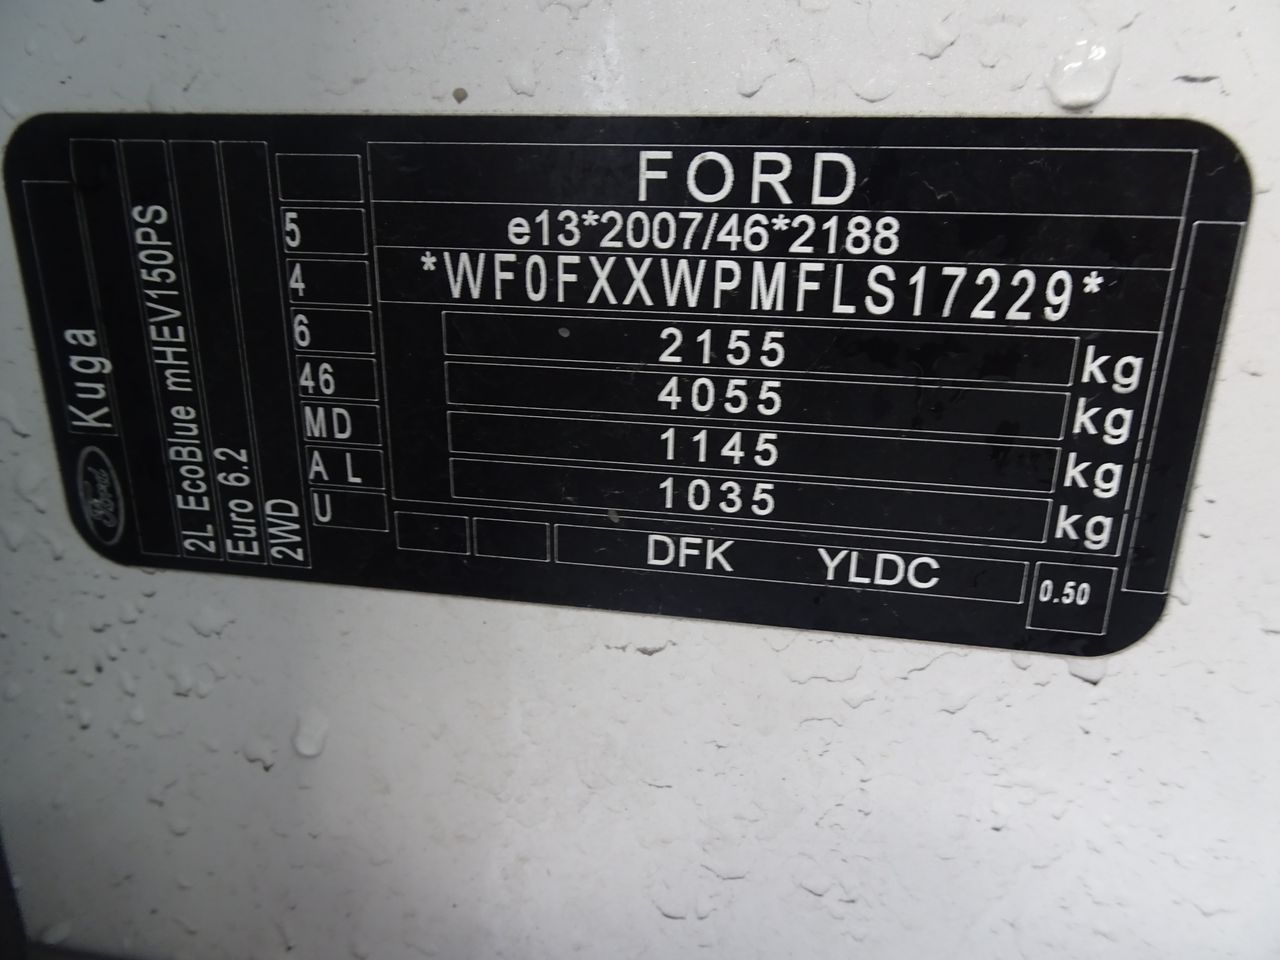 FORD
e13*2007/46*2188
*WF0FXXWPMFLS17229*
2155 kg
4055 kg
1145 kg
1035 kg
DFK YLDC
0.50
5
4
6
46
MD
A L
U
Ford Kuga
2L EcoBlue mHEV150PS
Euro 6.2
2WD